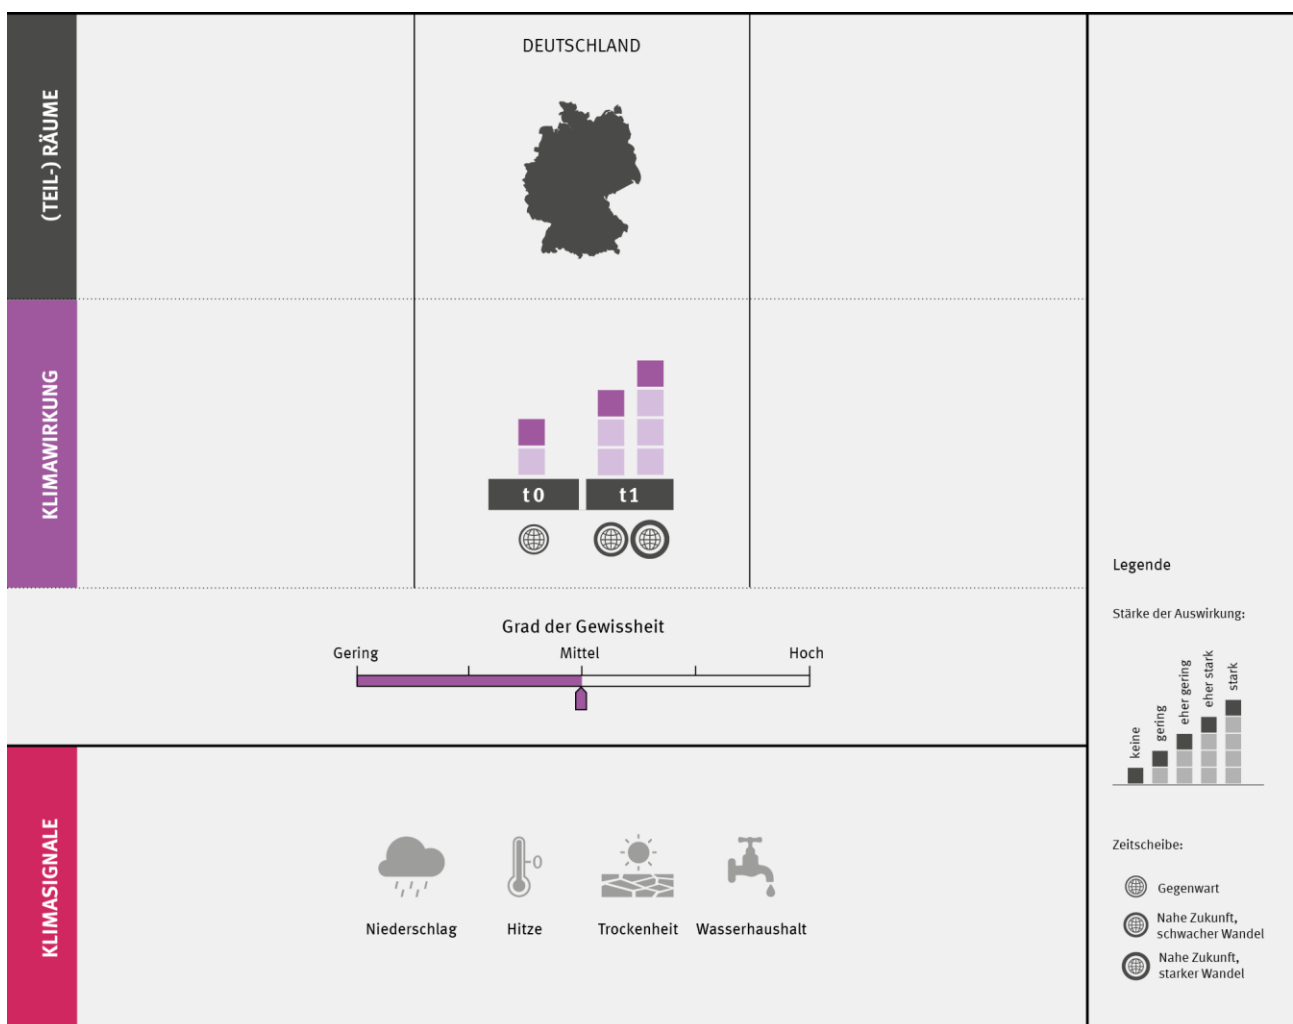 (TEIL-) RÄUME
DEUTSCHLAND
KLIMAWIRKUNG
t0
t1
Grad der Gewissheit
Gering
Mittel
Hoch
KLIMASIGNALE
0
Niederschlag
Hitze
Trockenheit
Wasserhaushalt
Legende
Stärke der Auswirkung:
keine
gering
eher gering
eher stark
stark
Zeitscheibe:
Gegenwart
Nahe Zukunft,
schwacher Wandel
Nahe Zukunft,
starker Wandel